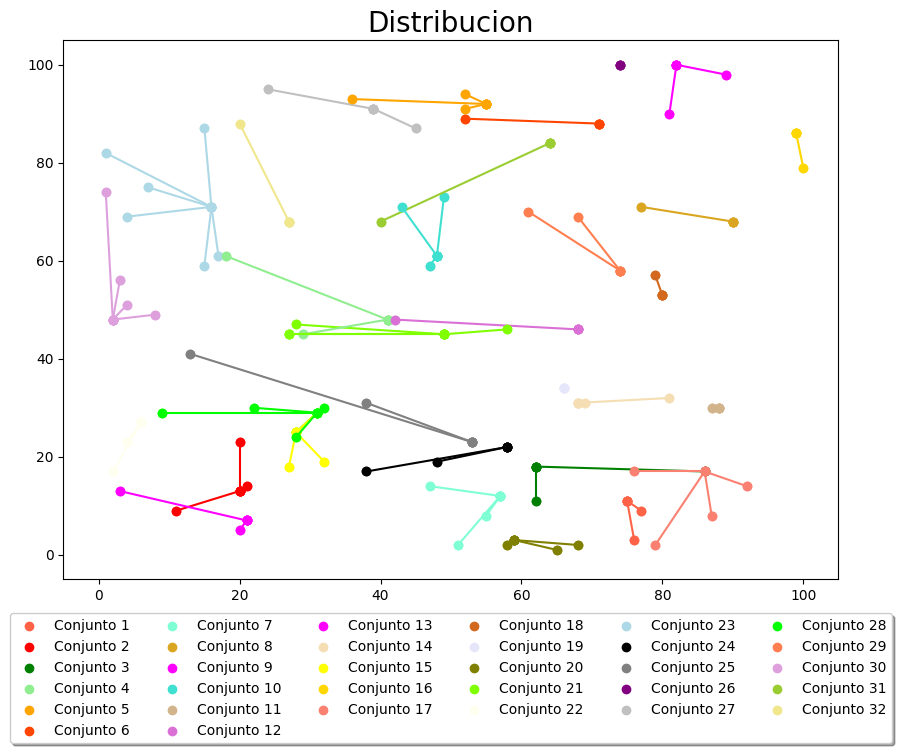 Distribucion
100
80
60
40
20
0
0 20 40 60 80 100
Conjunto 1 Conjunto 7 Conjunto 13 Conjunto 18 Conjunto 23 Conjunto 28
Conjunto 2 Conjunto 8 Conjunto 14 Conjunto 19 Conjunto 24 Conjunto 29
Conjunto 3 Conjunto 9 Conjunto 15 Conjunto 20 Conjunto 25 Conjunto 30
Conjunto 4 Conjunto 10 Conjunto 16 Conjunto 21 Conjunto 26 Conjunto 31
Conjunto 5 Conjunto 11 Conjunto 17 Conjunto 22 Conjunto 27 Conjunto 32
Conjunto 6 Conjunto 12